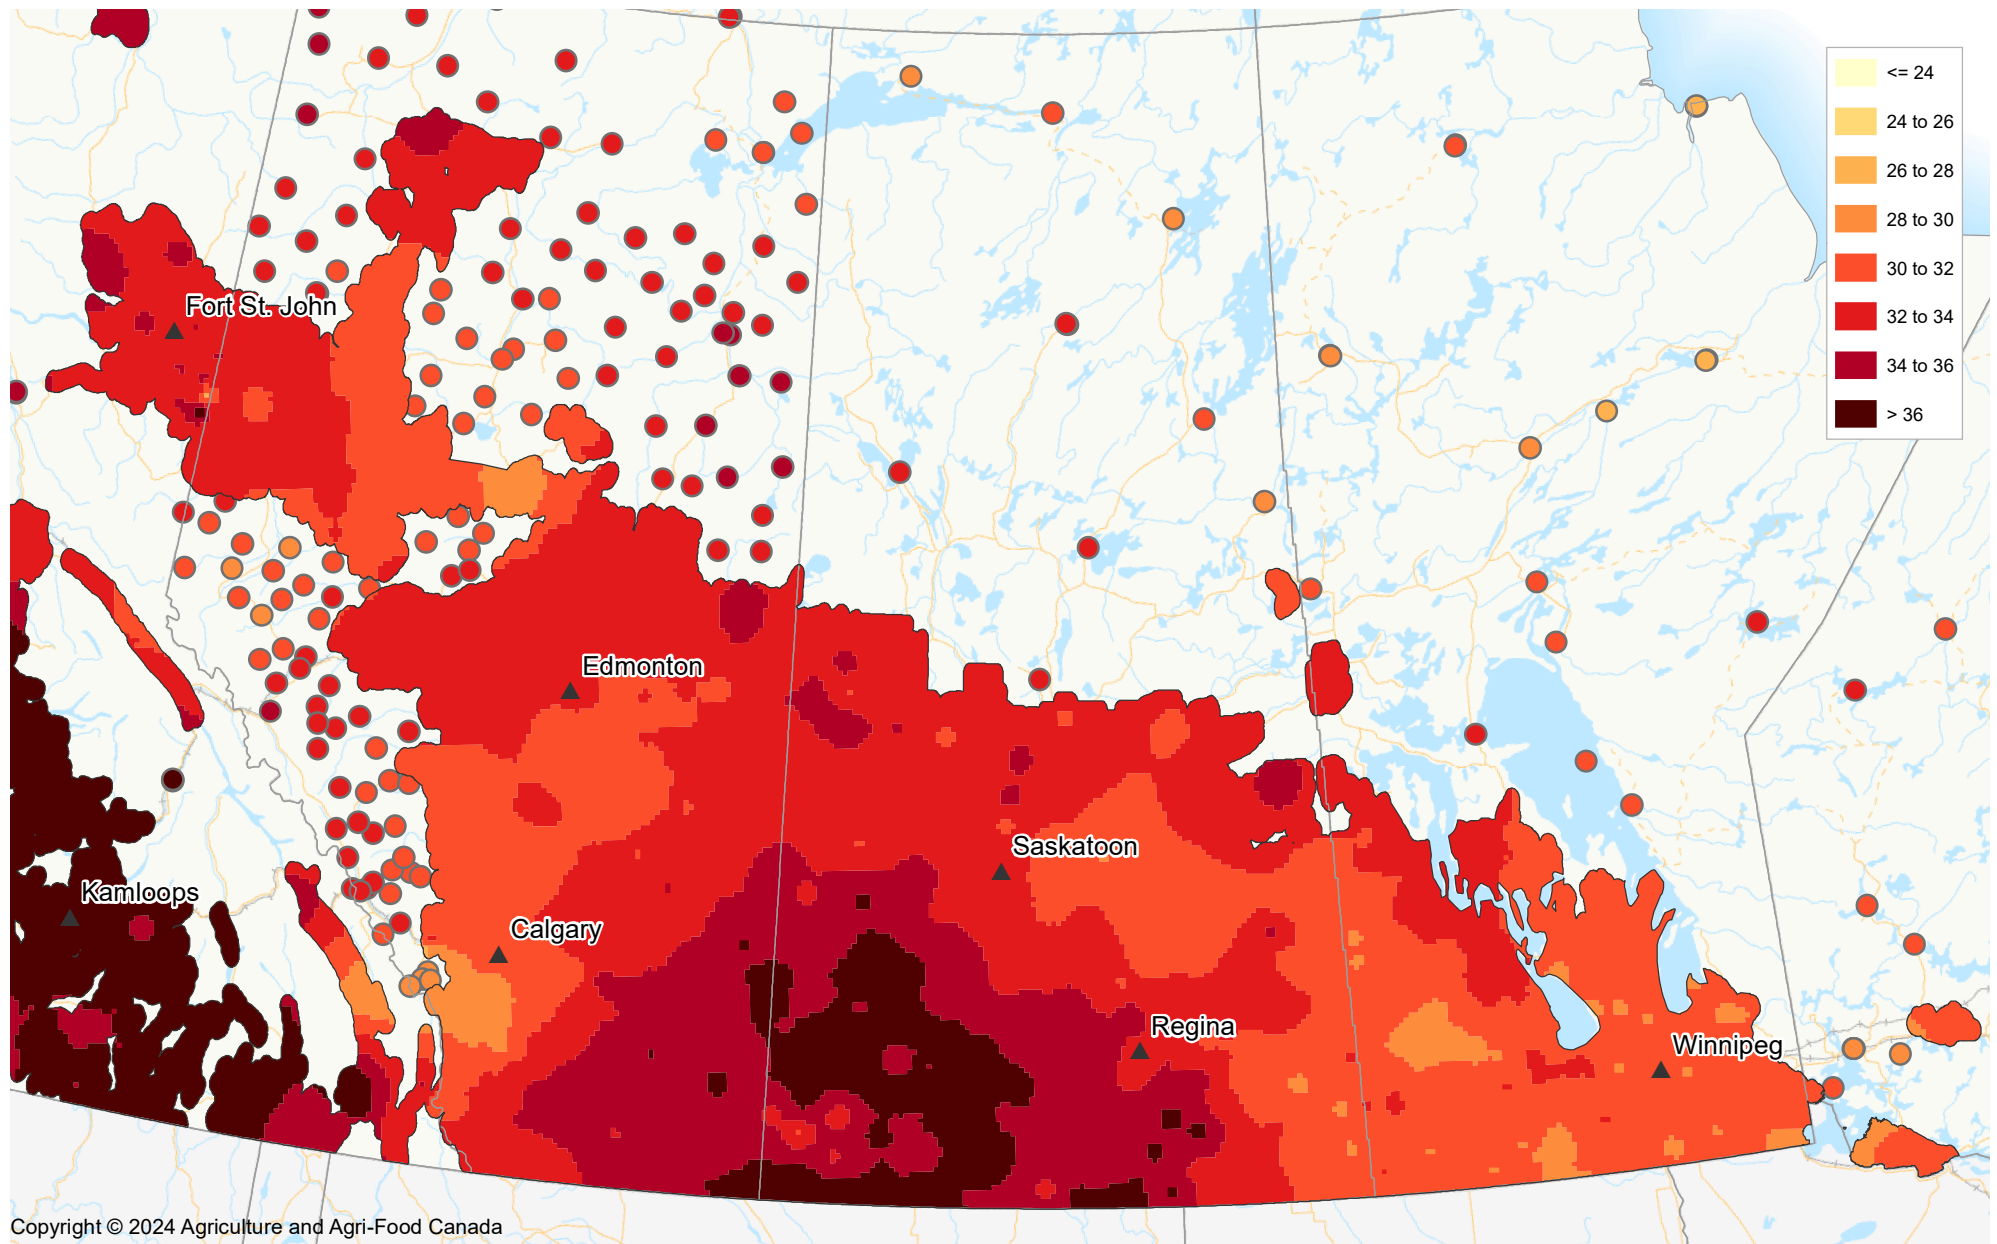 <= 24
24 to 26
26 to 28
28 to 30
30 to 32
32 to 34
34 to 36
> 36
Fort St. John
Edmonton
Saskatoon
Kamloops
Calgary
Regina
Winnipeg
Copyright © 2024 Agriculture and Agri-Food Canada